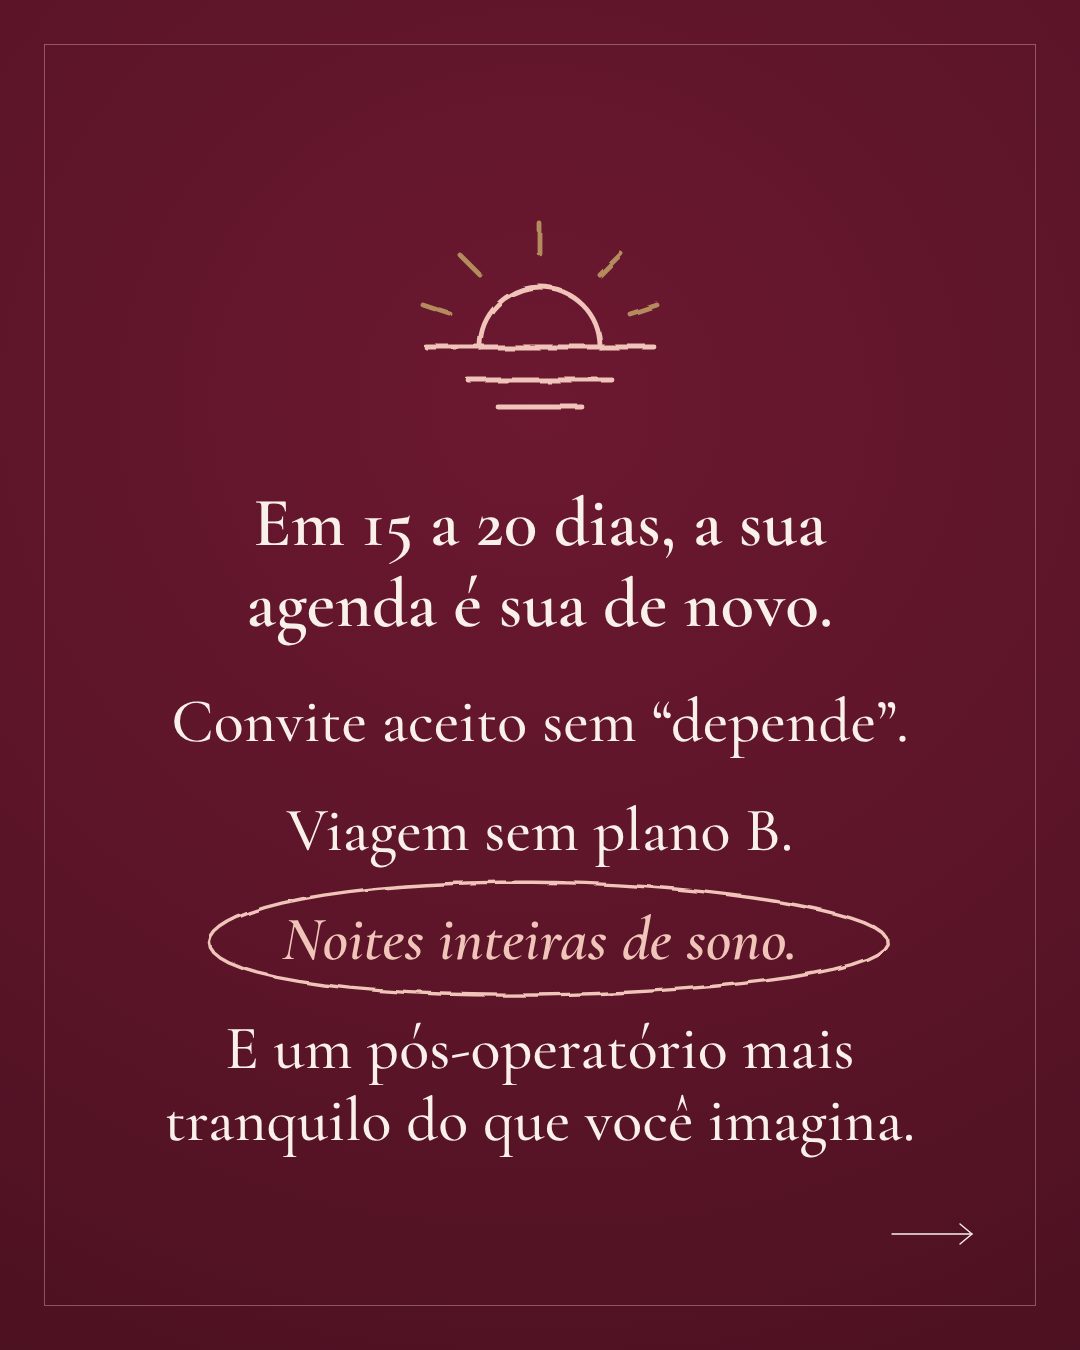 Em 15 a 20 dias, a sua
agenda é sua de novo.
Convite aceito sem “depende”.
Viagem sem plano B.
Noites inteiras de sono.
E um pós-operatório mais
tranquilo do que você imagina.